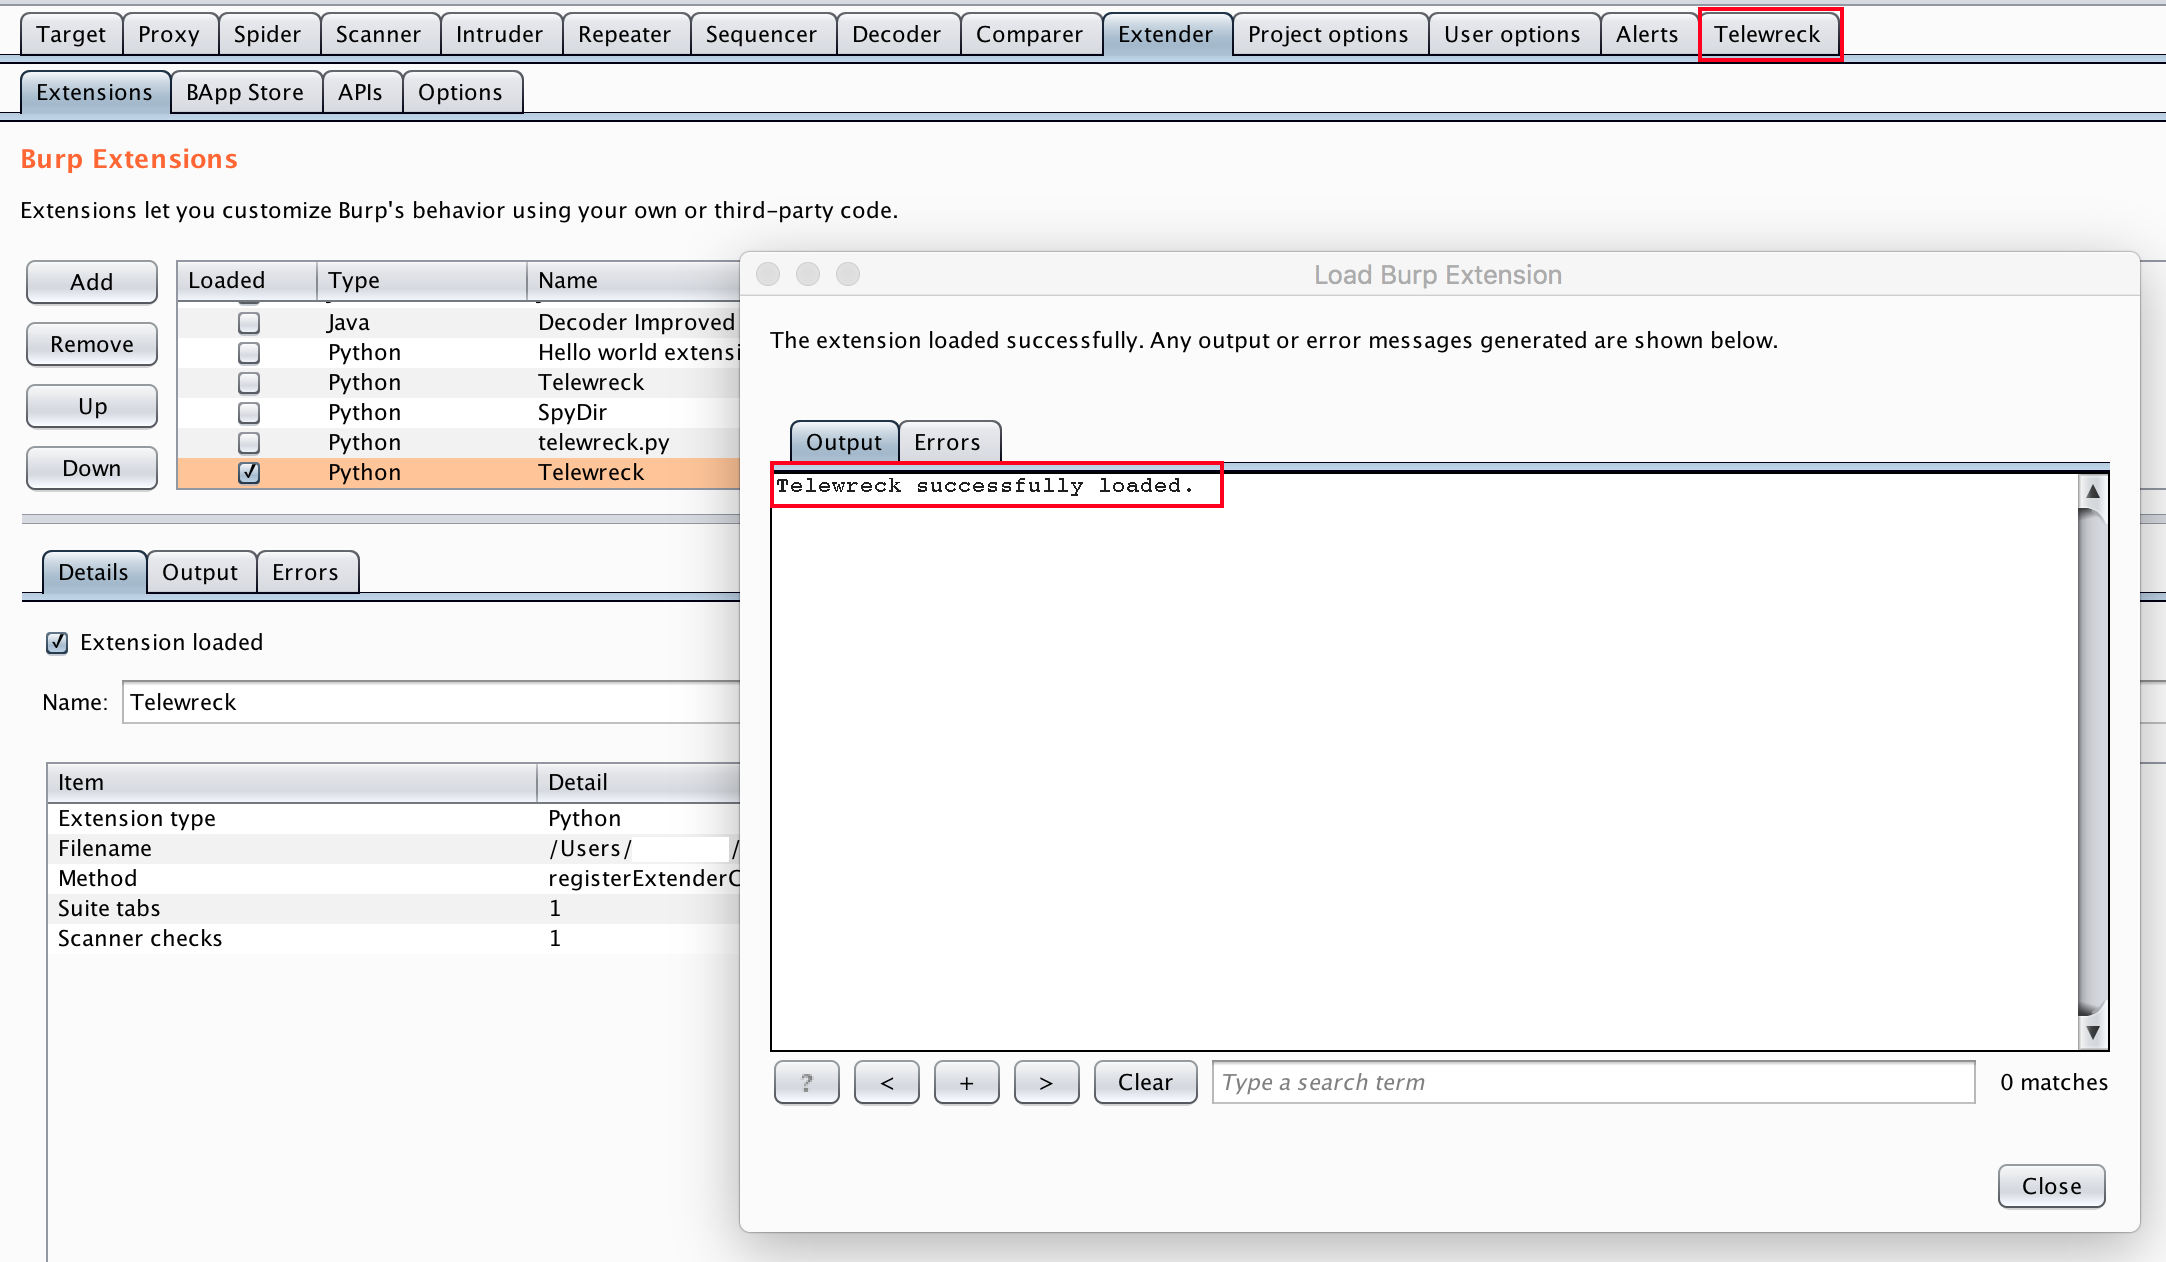 Target Proxy Spider Scanner Intruder Repeater Sequencer Decoder Comparer Extender Project options User options Alerts Telewreck
Extensions BApp Store APIs Options
Burp Extensions
Extensions let you customize Burp's behavior using your own or third-party code.
Add
Remove
Up
Down
Loaded Type Name
Java Decoder Improved
Python Hello world extensi
Python Telewreck
Python SpyDir
Python telewreck.py
Python Telewreck
Details Output Errors
Extension loaded
Name: Telewreck
Item Detail
Extension type Python
Filename /Users/ /
Method registerExtenderC
Suite tabs 1
Scanner checks 1
Load Burp Extension
The extension loaded successfully. Any output or error messages generated are shown below.
Output Errors
Telewreck successfully loaded.
? < + > Clear Type a search term 0 matches
Close